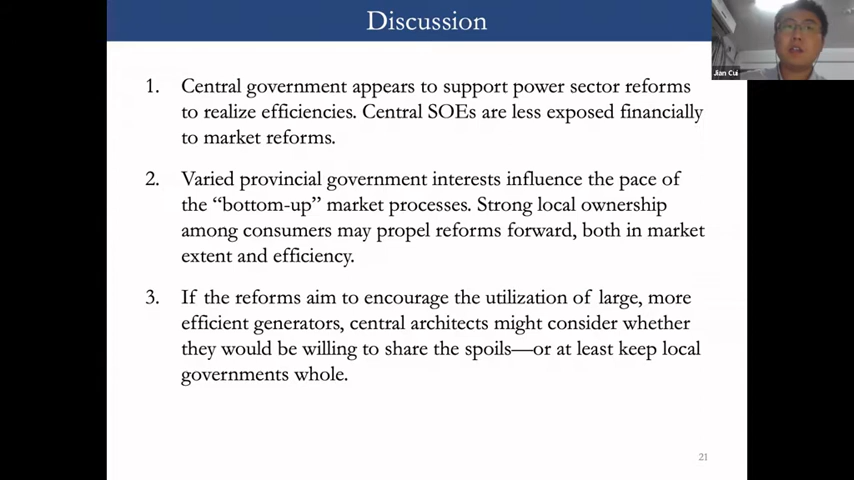 Discussion
Jian Cui
1. Central government appears to support power sector reforms
to realize efficiencies. Central SOEs are less exposed financially
to market reforms.
2. Varied provincial government interests influence the pace of
the “bottom-up” market processes. Strong local ownership
among consumers may propel reforms forward, both in market
extent and efficiency.
3. If the reforms aim to encourage the utilization of large, more
efficient generators, central architects might consider whether
they would be willing to share the spoils—or at least keep local
governments whole.
21